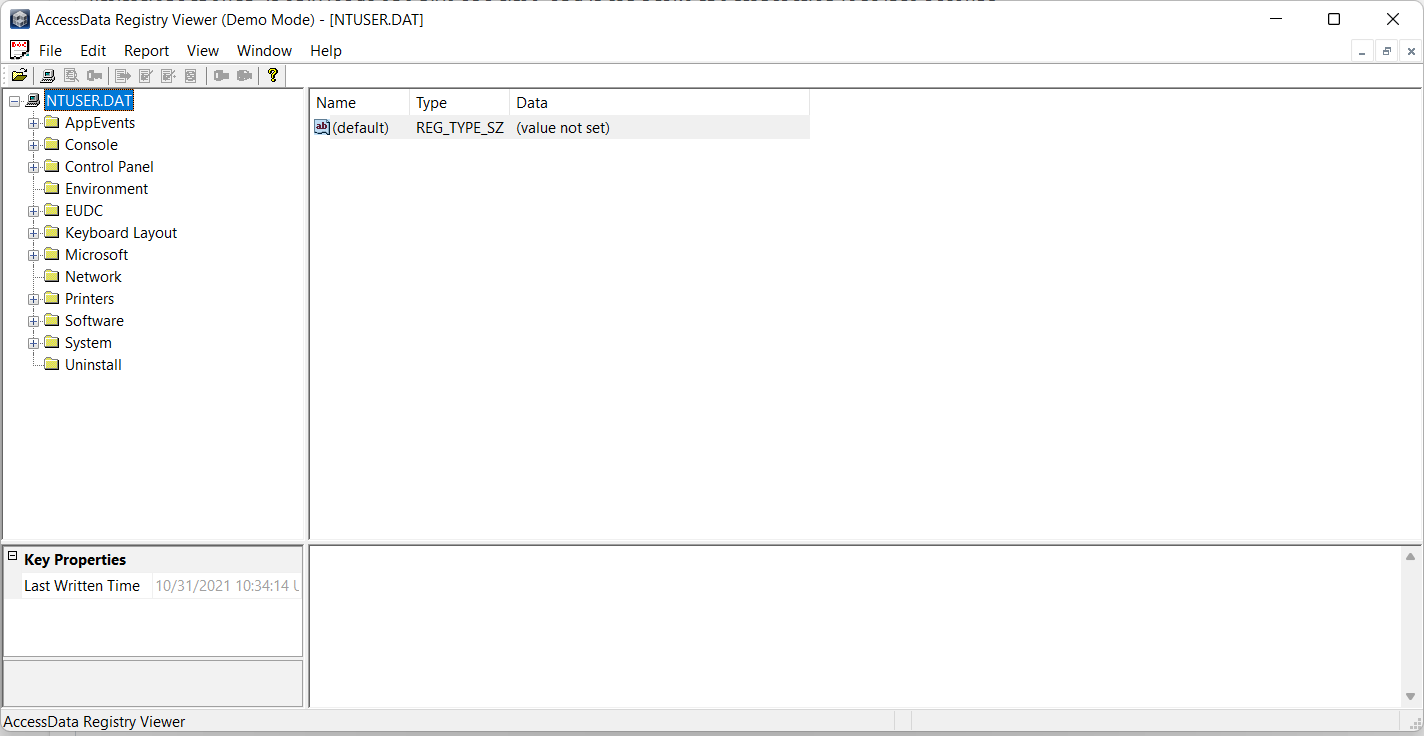 AccessData Registry Viewer (Demo Mode) - [NTUSER.DAT]
File Edit Report View Window Help
NTUSER.DAT
AppEvents
Console
Control Panel
Environment
EUDC
Keyboard Layout
Microsoft
Network
Printers
Software
System
Uninstall
Name Type Data
ab (default) REG_TYPE_SZ (value not set)
Key Properties
Last Written Time 10/31/2021 10:34:14 U
AccessData Registry Viewer